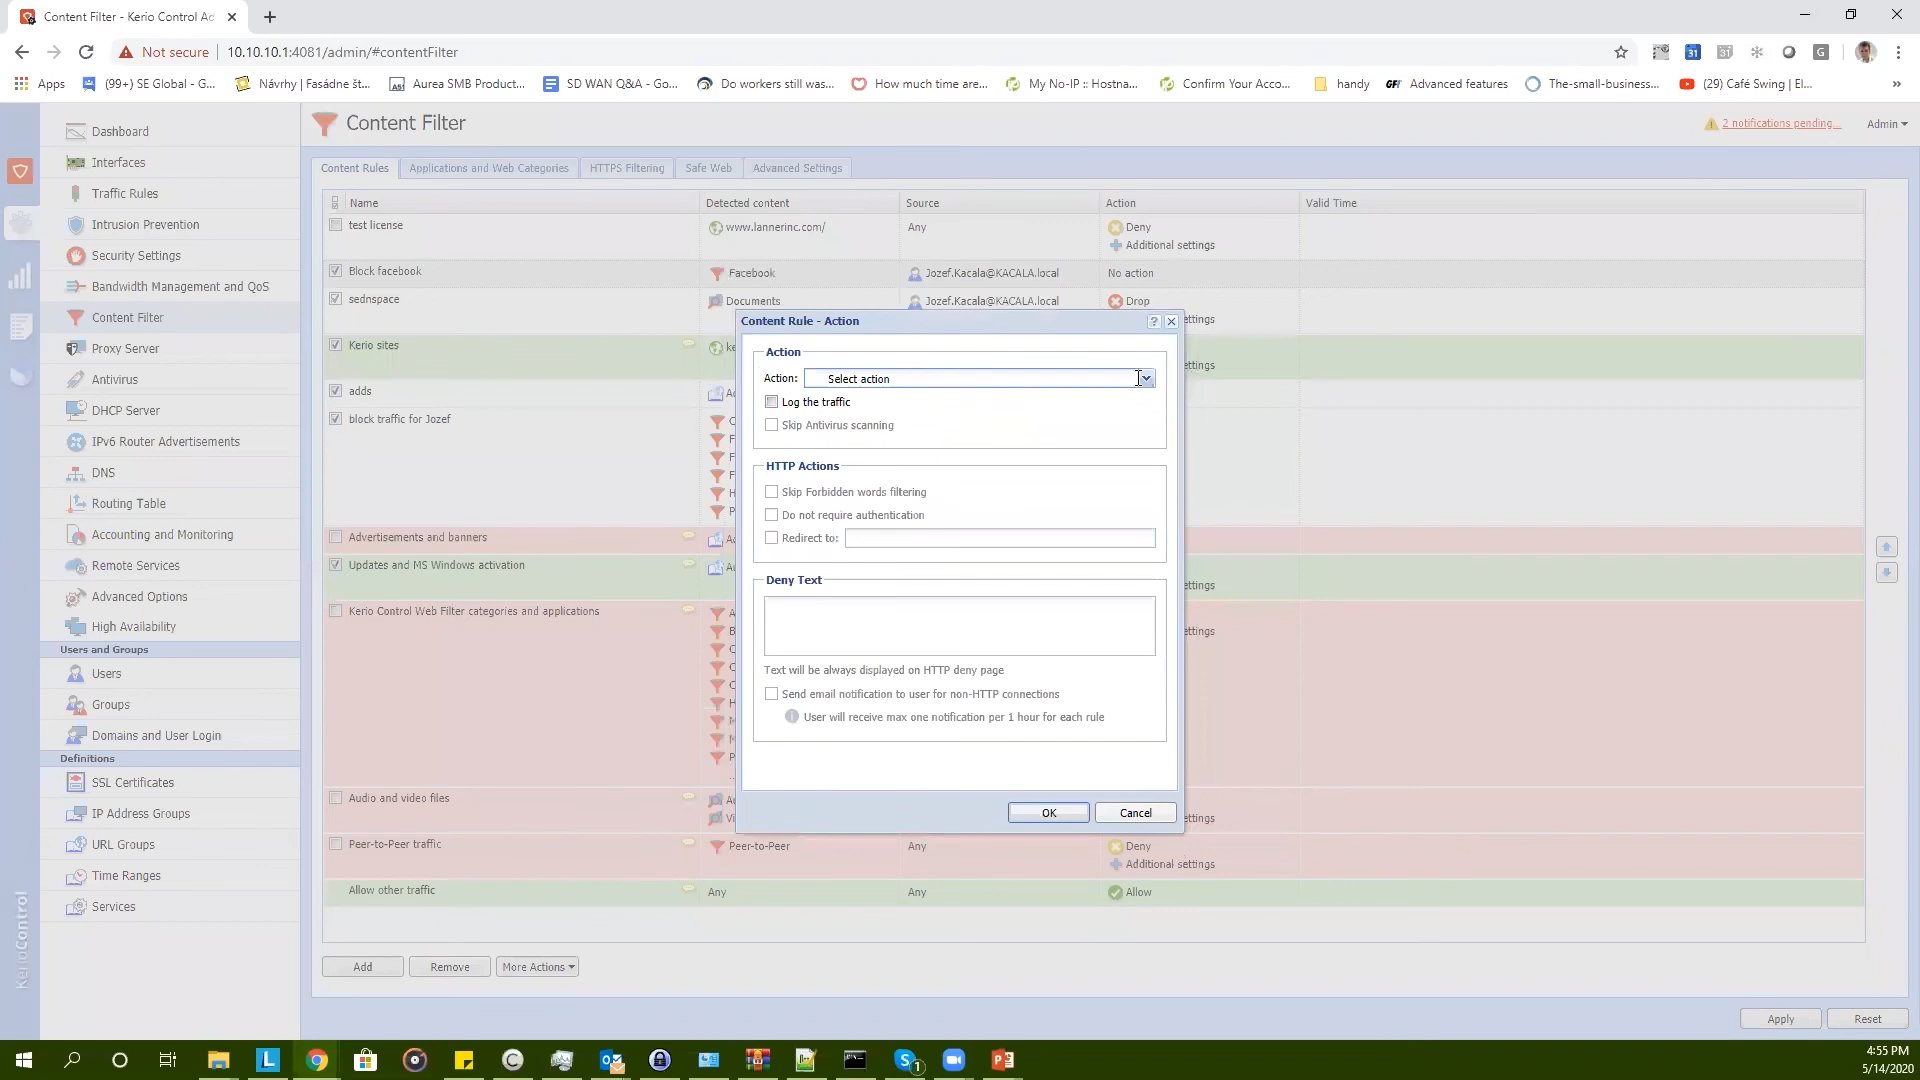 Content Filter - Kerio Control Ad
Not secure 10.10.10.1:4081/admin/#contentFilter
Apps (99+) SE Global - G... Návrhy | Fasádne št... Aurea SMB Product... SD WAN Q&A - Go... Do workers still was... How much time are... My No-IP :: Hostna... Confirm Your Acco... handy GFI Advanced features The-small-business... (29) Café Swing | El... »
Content Filter
2 notifications pending...
Admin
Content Rules Applications and Web Categories HTTPS Filtering Safe Web Advanced Settings
Dashboard
Interfaces
Traffic Rules
Intrusion Prevention
Security Settings
Bandwidth Management and QoS
Content Filter
Proxy Server
Antivirus
DHCP Server
IPv6 Router Advertisements
DNS
Routing Table
Accounting and Monitoring
Remote Services
Advanced Options
High Availability
Users and Groups
Users
Groups
Domains and User Login
Definitions
SSL Certificates
IP Address Groups
URL Groups
Time Ranges
Services
KerioControl
Name Detected content Source Action Valid Time
test license www.lannerinc.com/ Any Deny
Additional settings
Block facebook Facebook Jozef.Kacala@KACALA.local No action
sednspace Documents Jozef.Kacala@KACALA.local Drop
ettings
Kerio sites ke
ettings
adds Ad
block traffic for Jozef C
F
F
F
H
P
Advertisements and banners Ad
Updates and MS Windows activation Au
ettings
Kerio Control Web Filter categories and applications A
B ettings
C
C
C
H
M
M
P
...
Audio and video files Au
Vi ettings
Peer-to-Peer traffic Peer-to-Peer Any Deny
Additional settings
Allow other traffic Any Any Allow
Content Rule - Action
Action
Action: Select action
Log the traffic
Skip Antivirus scanning
HTTP Actions
Skip Forbidden words filtering
Do not require authentication
Redirect to:
Deny Text
Text will be always displayed on HTTP deny page
Send email notification to user for non-HTTP connections
User will receive max one notification per 1 hour for each rule
OK Cancel
Add Remove More Actions
Apply Reset
4:55 PM
5/14/2020